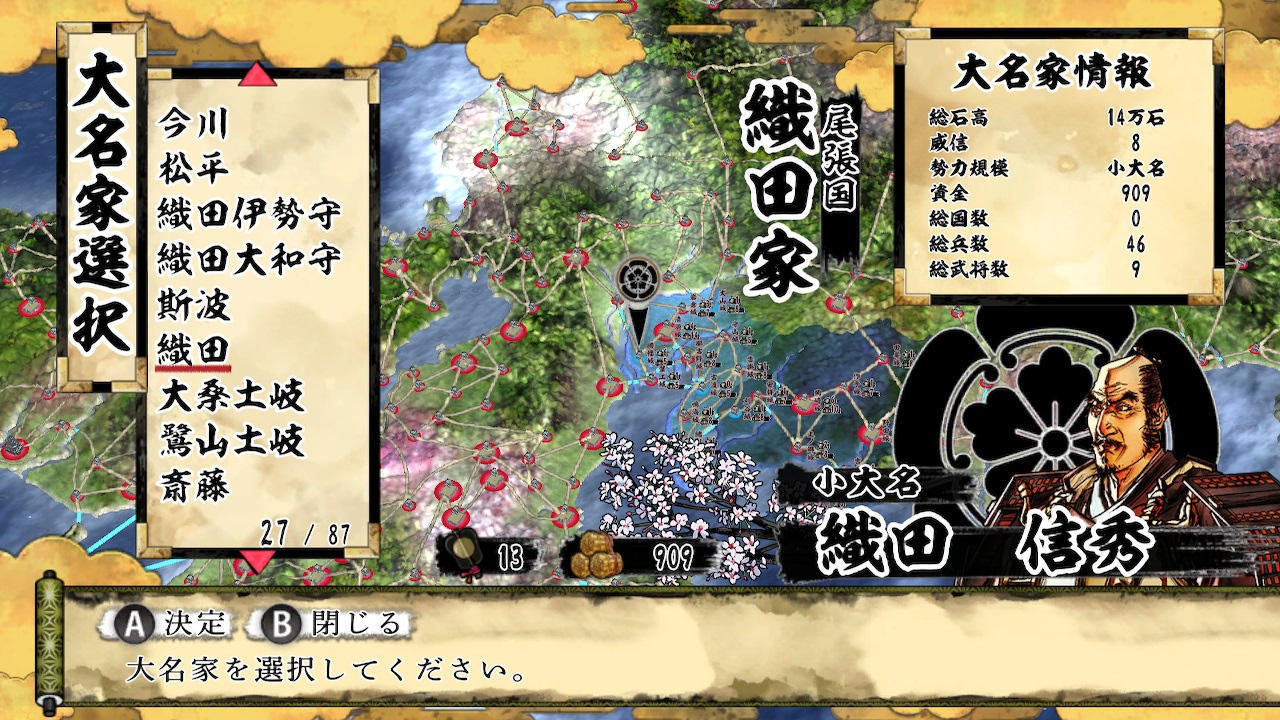 大名家選択
今川
松平
織田伊勢守
織田大和守
斯波
織田
大桑土岐
鷺山土岐
斎藤
27 / 87
尾張国
織田家
大名家情報
総石高 14万石
威信 8
勢力規模 小大名
資金 909
総国数 0
総兵数 46
総武将数 9
小大名
織田 信秀
13
909
A 決定 B 閉じる
大名家を選択してください。